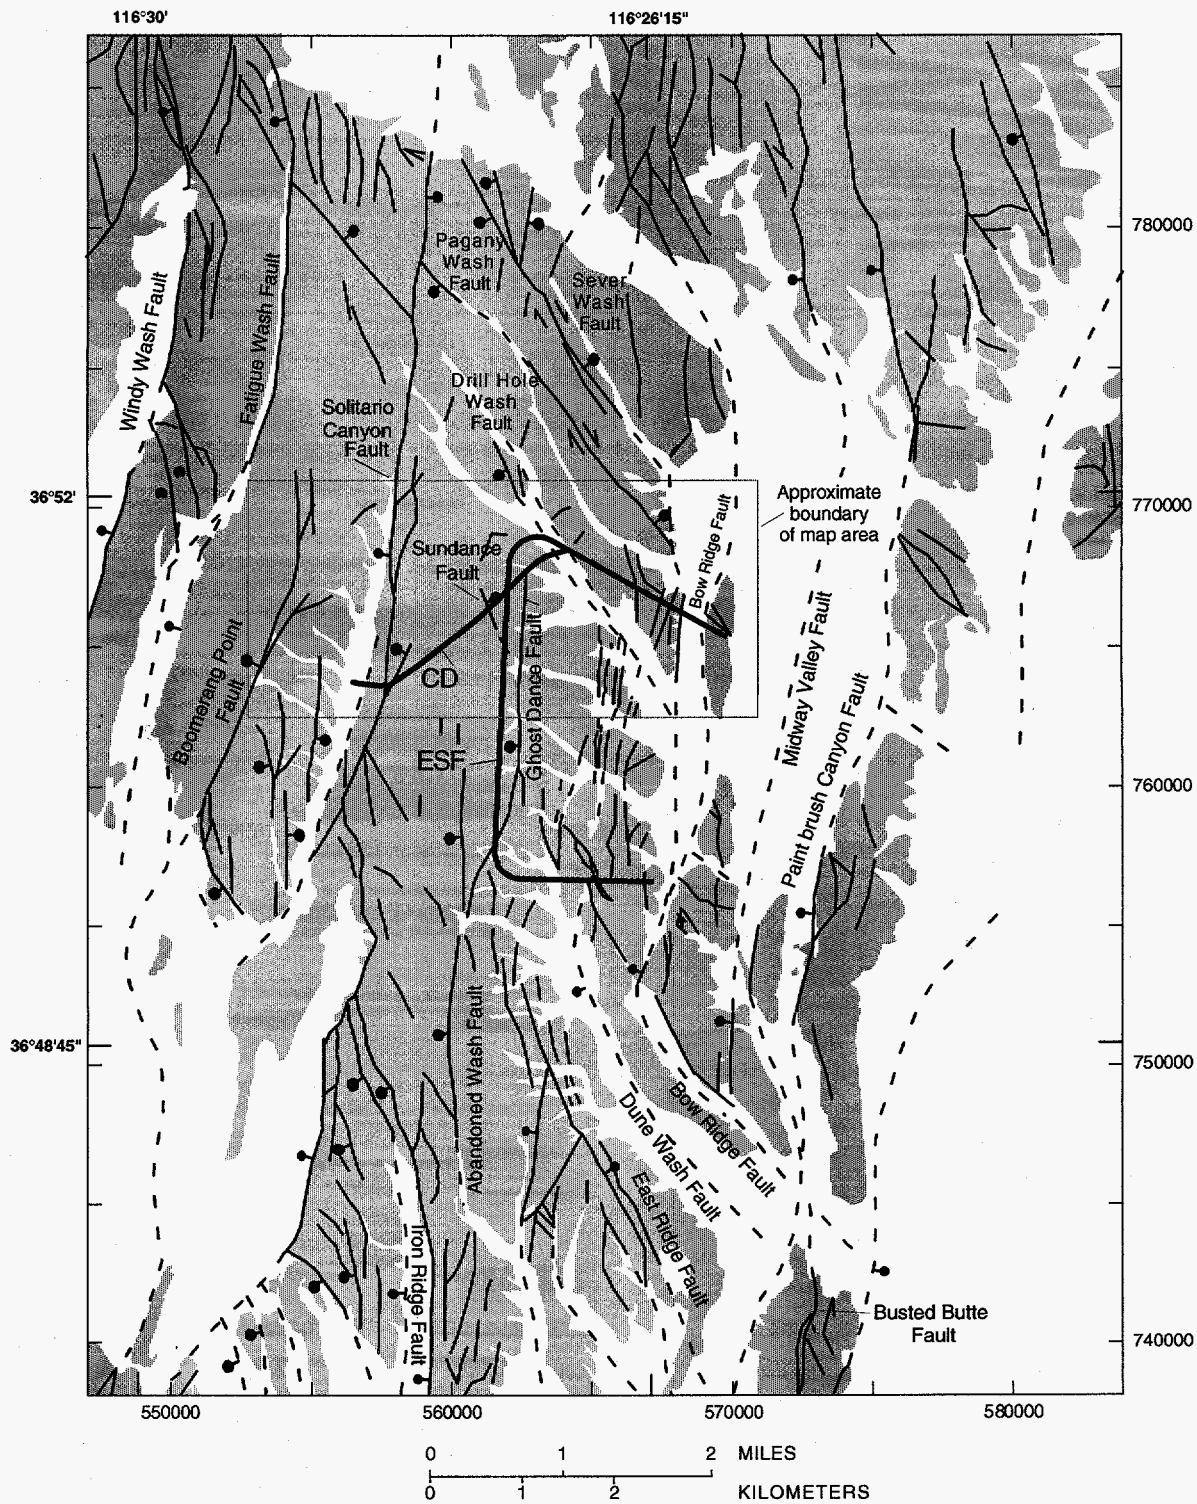 116°30'
116°26'15"
780000
Pagany
Wash
Fault
Sever
Wash
Fault
Windy Wash Fault
Fatigue Wash Fault
Drill Hole
Wash
Fault
Solitario
Canyon
Fault
36°52'
Approximate
boundary
of map area
770000
Bow Ridge Fault
Sundance
Fault
Ghost Dance Fault
Midway Valley Fault
Boomerang Point
Fault
CD
Paint brush Canyon Fault
ESF
760000
Abandoned Wash Fault
36°48'45"
750000
Bow Ridge Fault
Dune Wash Fault
East Ridge Fault
Iron Ridge Fault
Busted Butte
Fault
740000
550000
560000
570000
580000
0 1 2 MILES
0 1 2 KILOMETERS